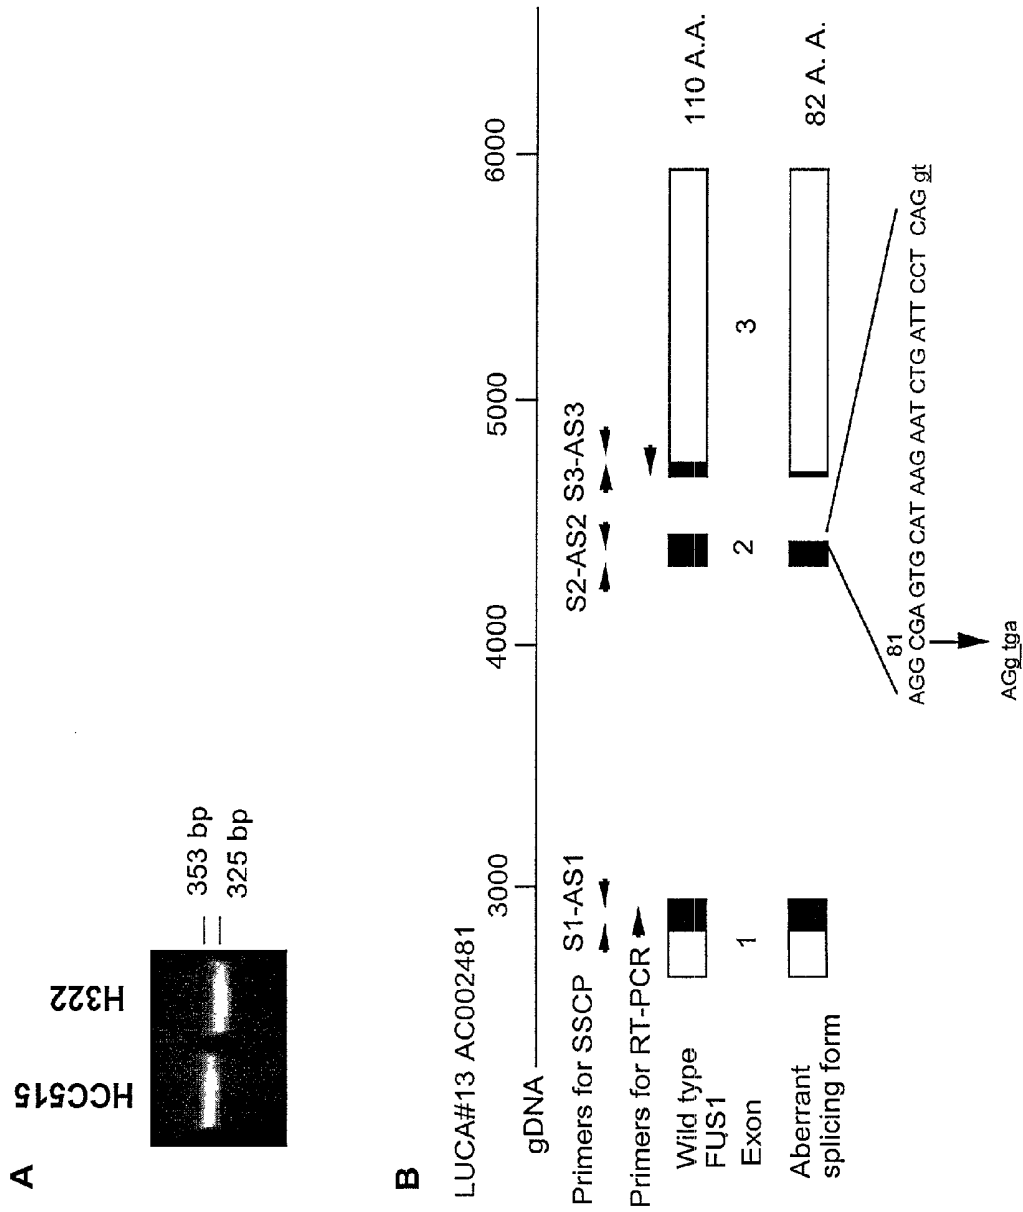 A
HCC515
H322
353 bp
325 bp
B
LUCA#13 AC002481
gDNA
3000
4000
5000
6000
Primers for SSCP S1-AS1 S2-AS2 S3-AS3
Primers for RT-PCR
Wild type
FUS1
110 A.A.
Exon
1
2
3
Aberrant
splicing form
82 A. A.
81
AGG CGA GTG CAT AAG AAT CTG ATT CCT CAG gt
AGg tga